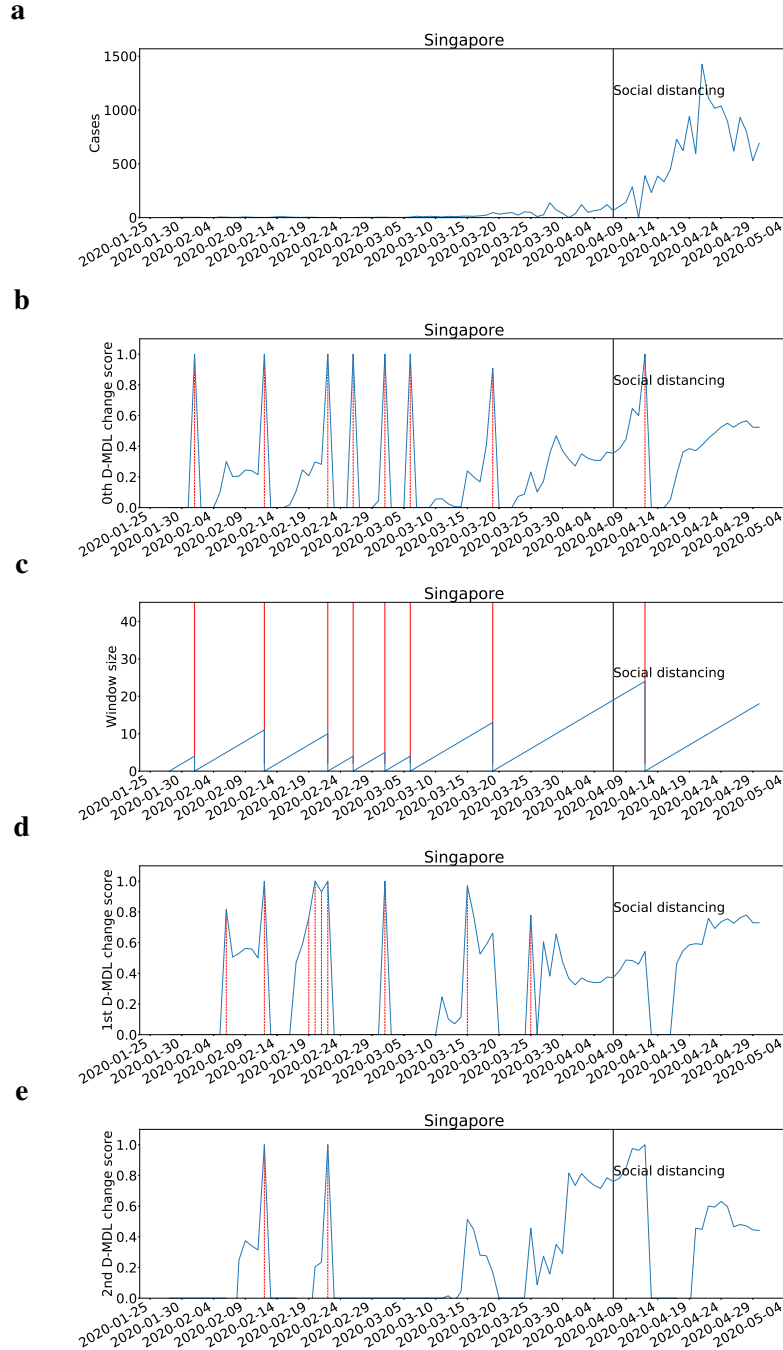 a
Singapore
1500
1000
500
0
Cases
Social distancing
2020-01-25 2020-01-30 2020-02-04 2020-02-09 2020-02-14 2020-02-19 2020-02-24 2020-02-29 2020-03-05 2020-03-10 2020-03-15 2020-03-20 2020-03-25 2020-03-30 2020-04-04 2020-04-09 2020-04-14 2020-04-19 2020-04-24 2020-04-29 2020-05-04
b
Singapore
1.0
0.8
0.6
0.4
0.2
0.0
0th D-MDL change score
Social distancing
2020-01-25 2020-01-30 2020-02-04 2020-02-09 2020-02-14 2020-02-19 2020-02-24 2020-02-29 2020-03-05 2020-03-10 2020-03-15 2020-03-20 2020-03-25 2020-03-30 2020-04-04 2020-04-09 2020-04-14 2020-04-19 2020-04-24 2020-04-29 2020-05-04
c
Singapore
40
30
20
10
0
Window size
Social distancing
2020-01-25 2020-01-30 2020-02-04 2020-02-09 2020-02-14 2020-02-19 2020-02-24 2020-02-29 2020-03-05 2020-03-10 2020-03-15 2020-03-20 2020-03-25 2020-03-30 2020-04-04 2020-04-09 2020-04-14 2020-04-19 2020-04-24 2020-04-29 2020-05-04
d
Singapore
1.0
0.8
0.6
0.4
0.2
0.0
1st D-MDL change score
Social distancing
2020-01-25 2020-01-30 2020-02-04 2020-02-09 2020-02-14 2020-02-19 2020-02-24 2020-02-29 2020-03-05 2020-03-10 2020-03-15 2020-03-20 2020-03-25 2020-03-30 2020-04-04 2020-04-09 2020-04-14 2020-04-19 2020-04-24 2020-04-29 2020-05-04
e
Singapore
1.0
0.8
0.6
0.4
0.2
0.0
2nd D-MDL change score
Social distancing
2020-01-25 2020-01-30 2020-02-04 2020-02-09 2020-02-14 2020-02-19 2020-02-24 2020-02-29 2020-03-05 2020-03-10 2020-03-15 2020-03-20 2020-03-25 2020-03-30 2020-04-04 2020-04-09 2020-04-14 2020-04-19 2020-04-24 2020-04-29 2020-05-04